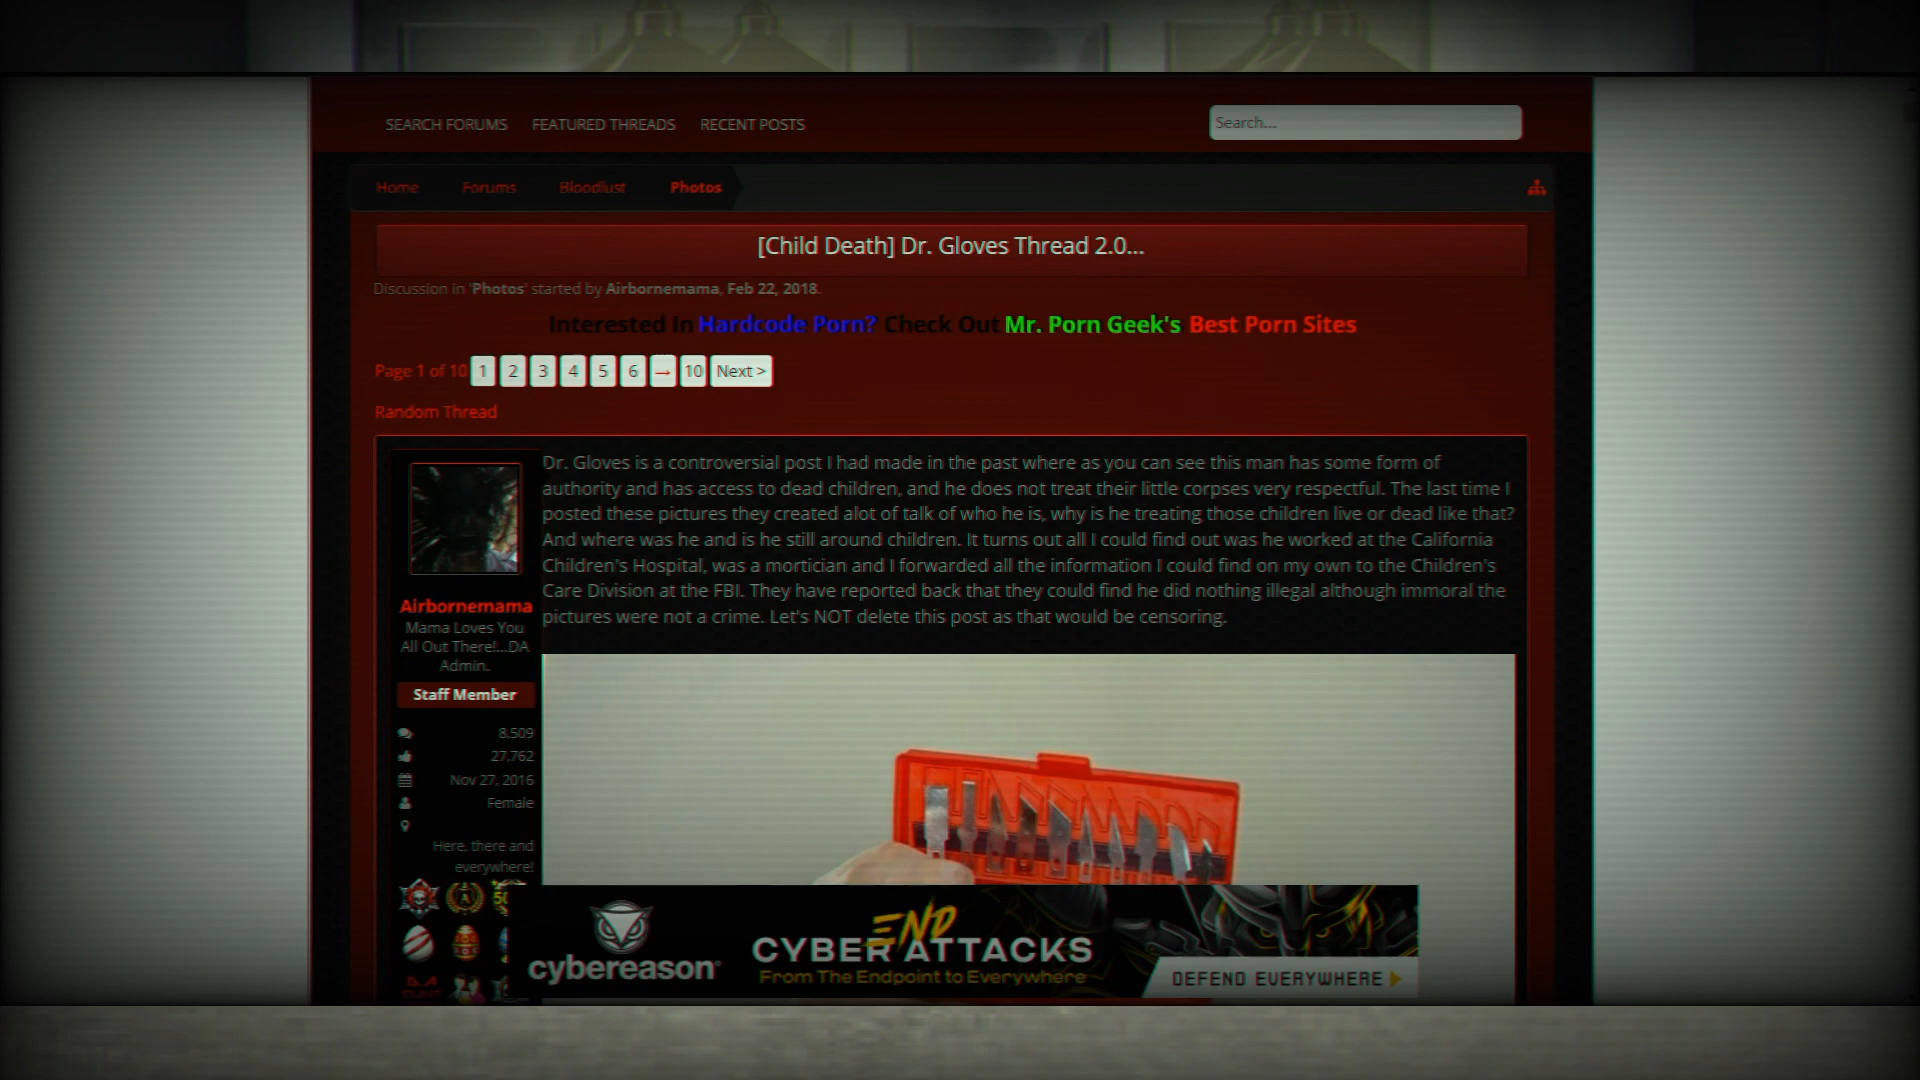 SEARCH FORUMS FEATURED THREADS RECENT POSTS
Search...
Home Forums Bloodlust Photos
[Child Death] Dr. Gloves Thread 2.0...
Discussion in 'Photos' started by Airbornemama, Feb 22, 2018.
Interested In Hardcode Porn? Check Out Mr. Porn Geek's Best Porn Sites
Page 1 of 10 1 2 3 4 5 6 → 10 Next >
Random Thread
Dr. Gloves is a controversial post I had made in the past where as you can see this man has some form of
authority and has access to dead children, and he does not treat their little corpses very respectful. The last time I
posted these pictures they created alot of talk of who he is, why is he treating those children live or dead like that?
And where was he and is he still around children. It turns out all I could find out was he worked at the California
Children's Hospital, was a mortician and I forwarded all the information I could find on my own to the Children's
Care Division at the FBI. They have reported back that they could find he did nothing illegal although immoral the
pictures were not a crime. Let's NOT delete this post as that would be censoring.
Airbornemama
Mama Loves You
All Out There!...DA
Admin.
Staff Member
8,509
27,762
Nov 27, 2016
Female
Here, there and
everywhere!
cybereason
END
CYBER ATTACKS
From The Endpoint to Everywhere
DEFEND EVERYWHERE